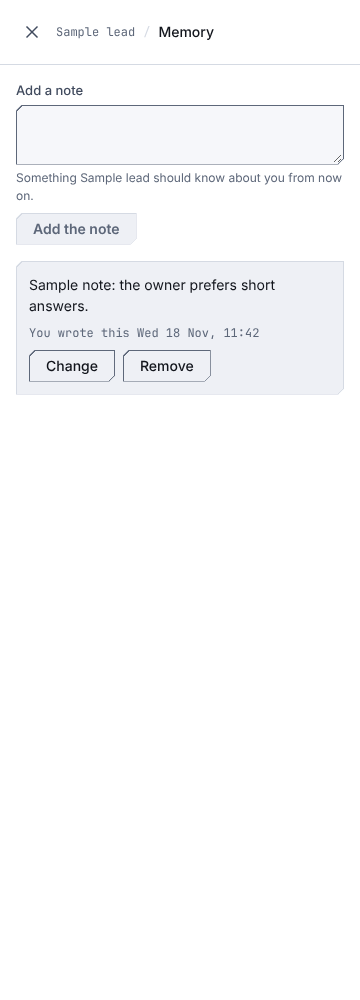 Sample lead / Memory
Add a note
Something Sample lead should know about you from now
on.
Add the note
Sample note: the owner prefers short
answers.
You wrote this Wed 18 Nov, 11:42
Change Remove